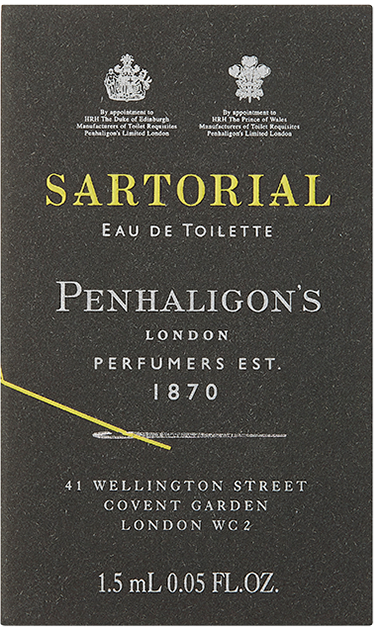 By appointment to
HRH The Duke of Edinburgh
Manufacturers of Toilet Requisites
Penhaligon's Limited London
By appointment to
HRH The Prince of Wales
Manufacturers of Toilet Requisites
Penhaligon's Limited London
SARTORIAL
EAU DE TOILETTE
PENHALIGON'S
LONDON
PERFUMERS EST.
1870
41 WELLINGTON STREET
COVENT GARDEN
LONDON WC2
1.5 mL 0.05 FL.OZ.